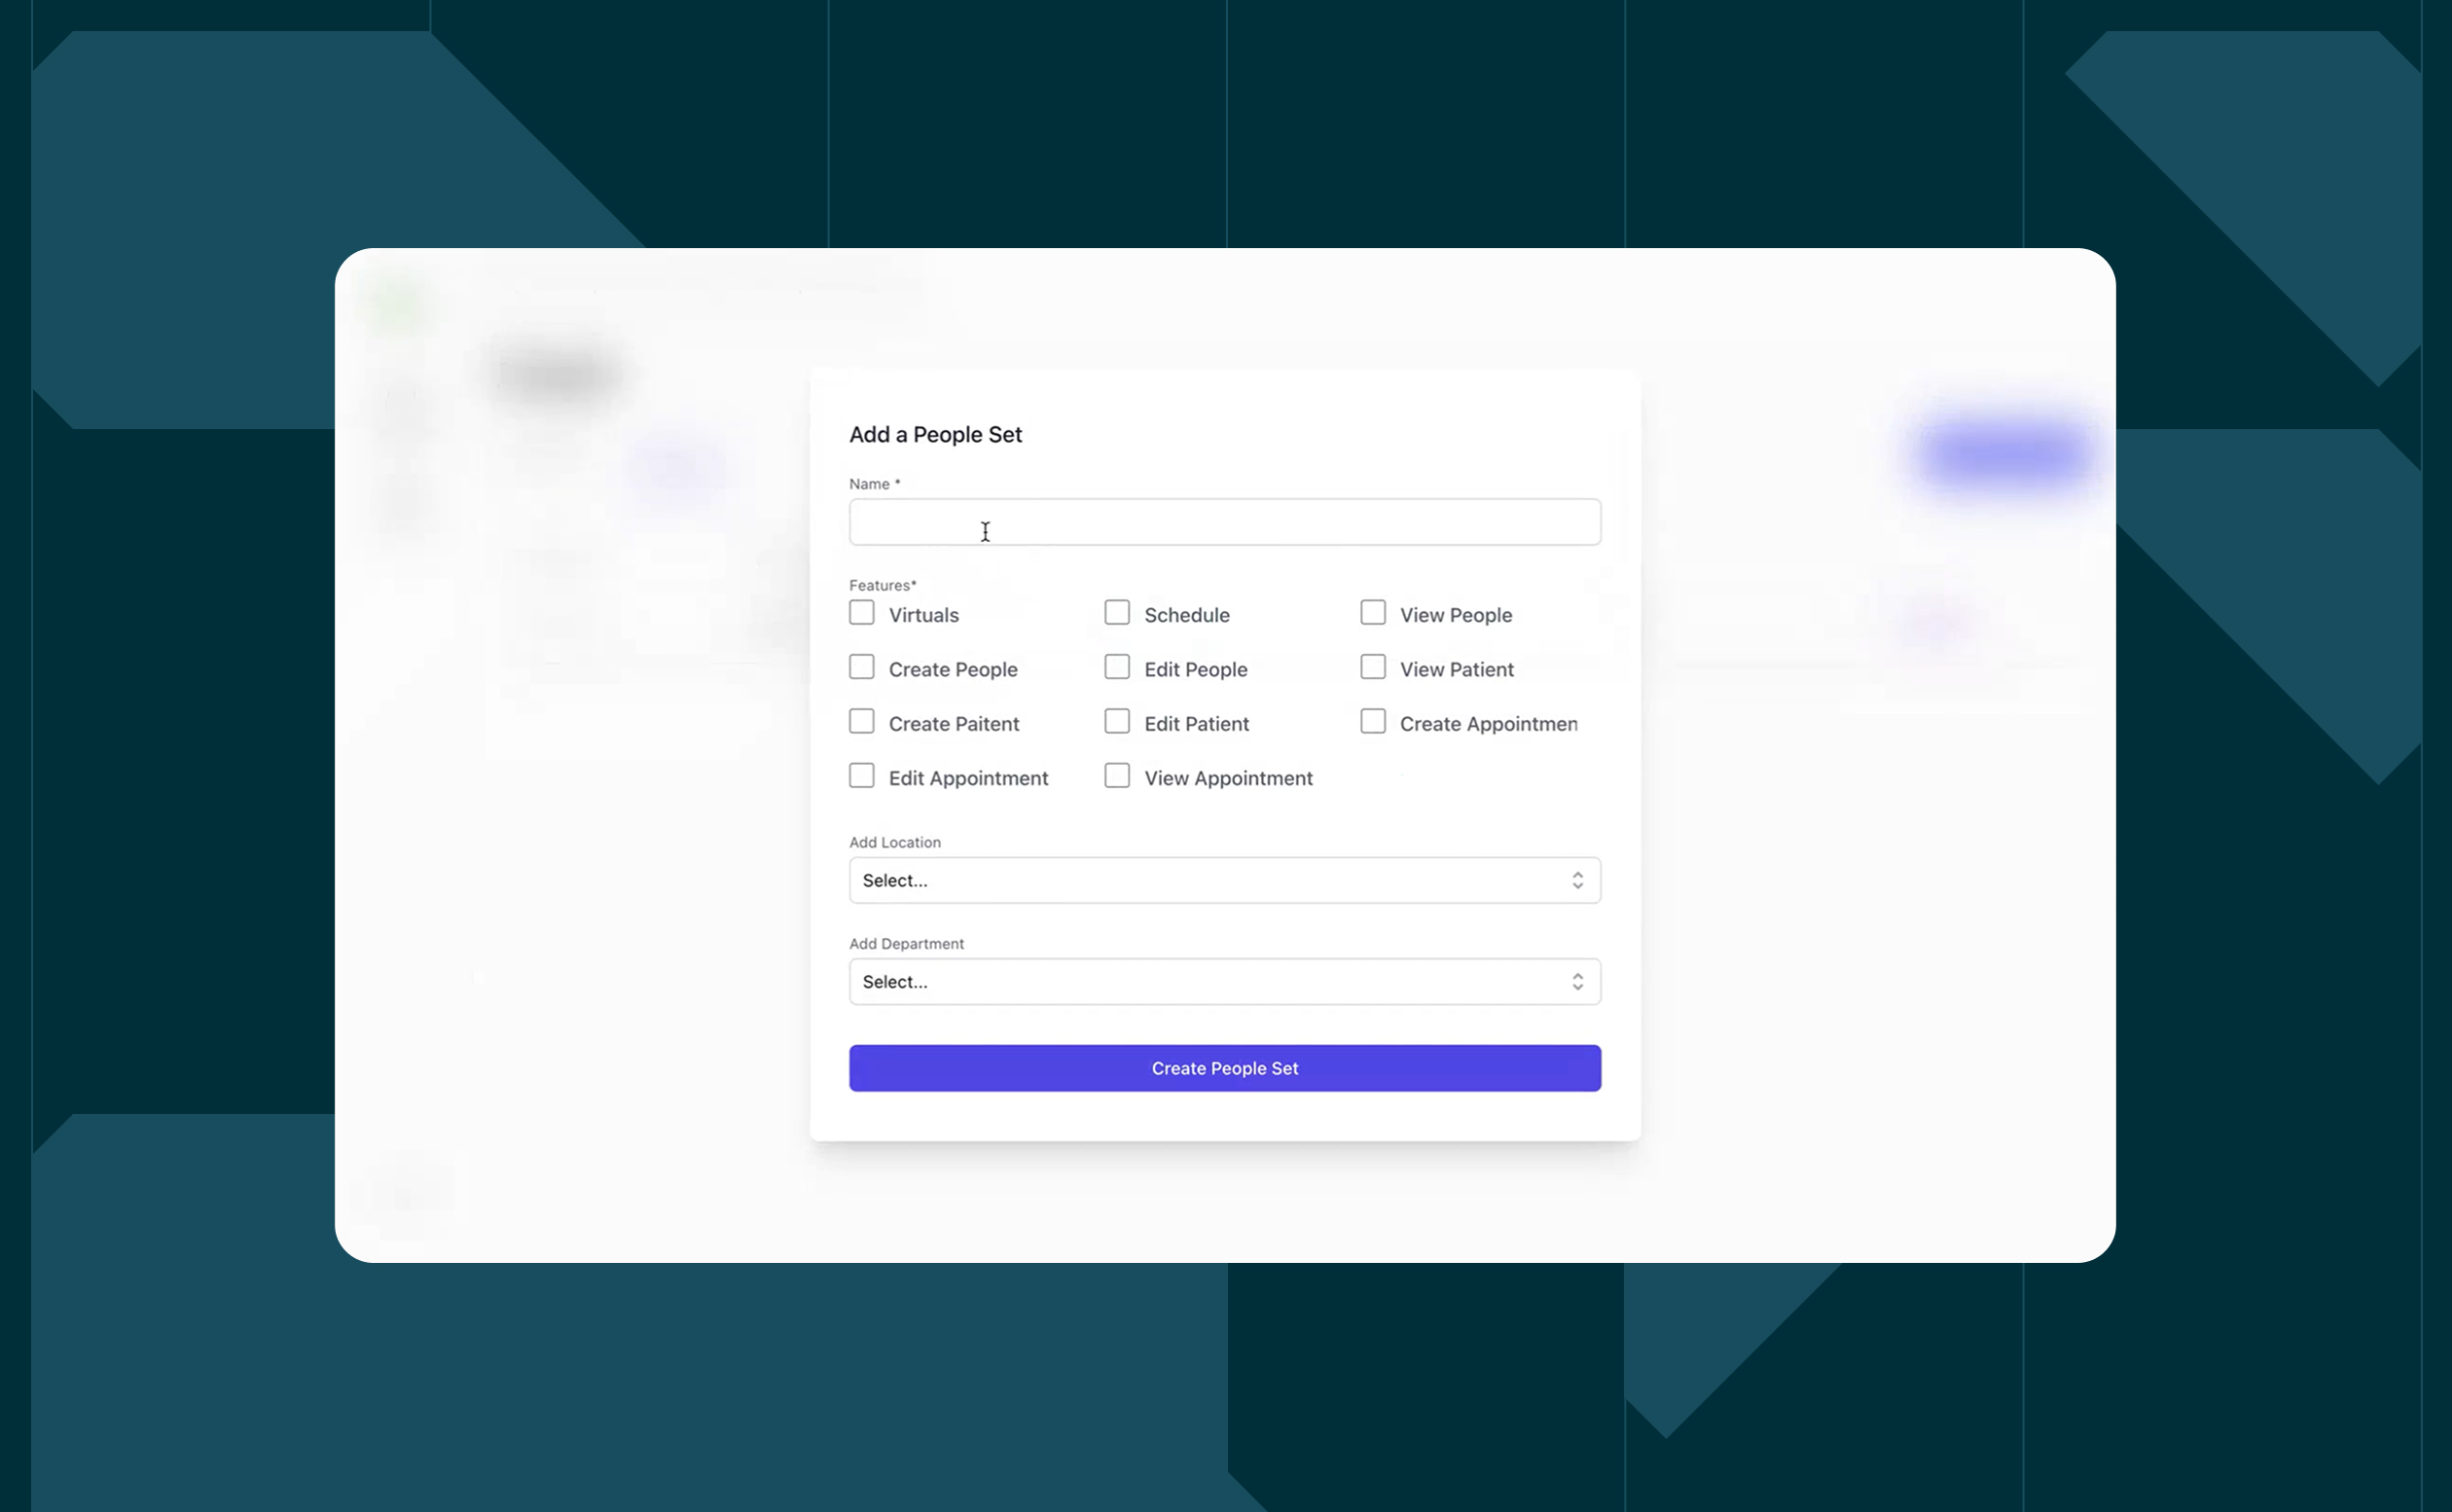 Add a People Set
Name *
Features*
Virtuals
Schedule
View People
Create People
Edit People
View Patient
Create Paitent
Edit Patient
Create Appointmen
Edit Appointment
View Appointment
Add Location
Select...
Add Department
Select...
Create People Set